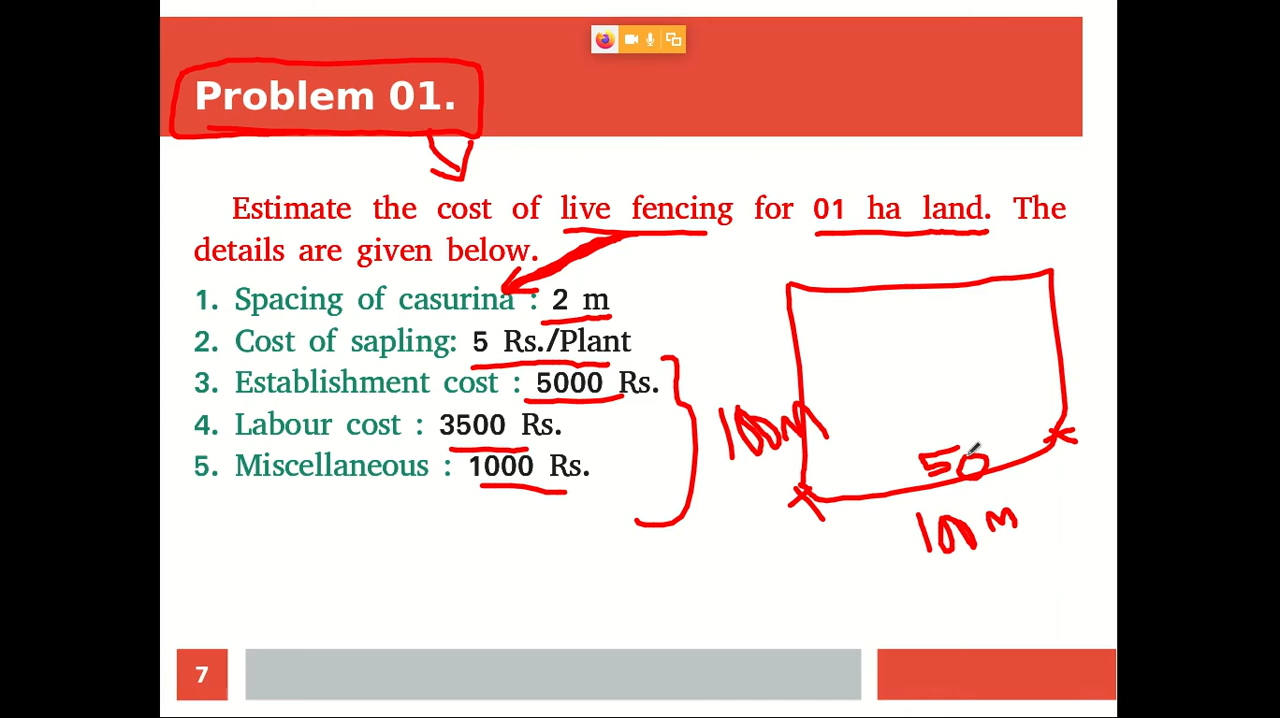 Problem 01.
Estimate the cost of live fencing for 01 ha land. The
details are given below.
1. Spacing of casurina : 2 m
2. Cost of sapling: 5 Rs./Plant
3. Establishment cost : 5000 Rs.
4. Labour cost : 3500 Rs.
5. Miscellaneous : 1000 Rs.
100M
50
100 m
7